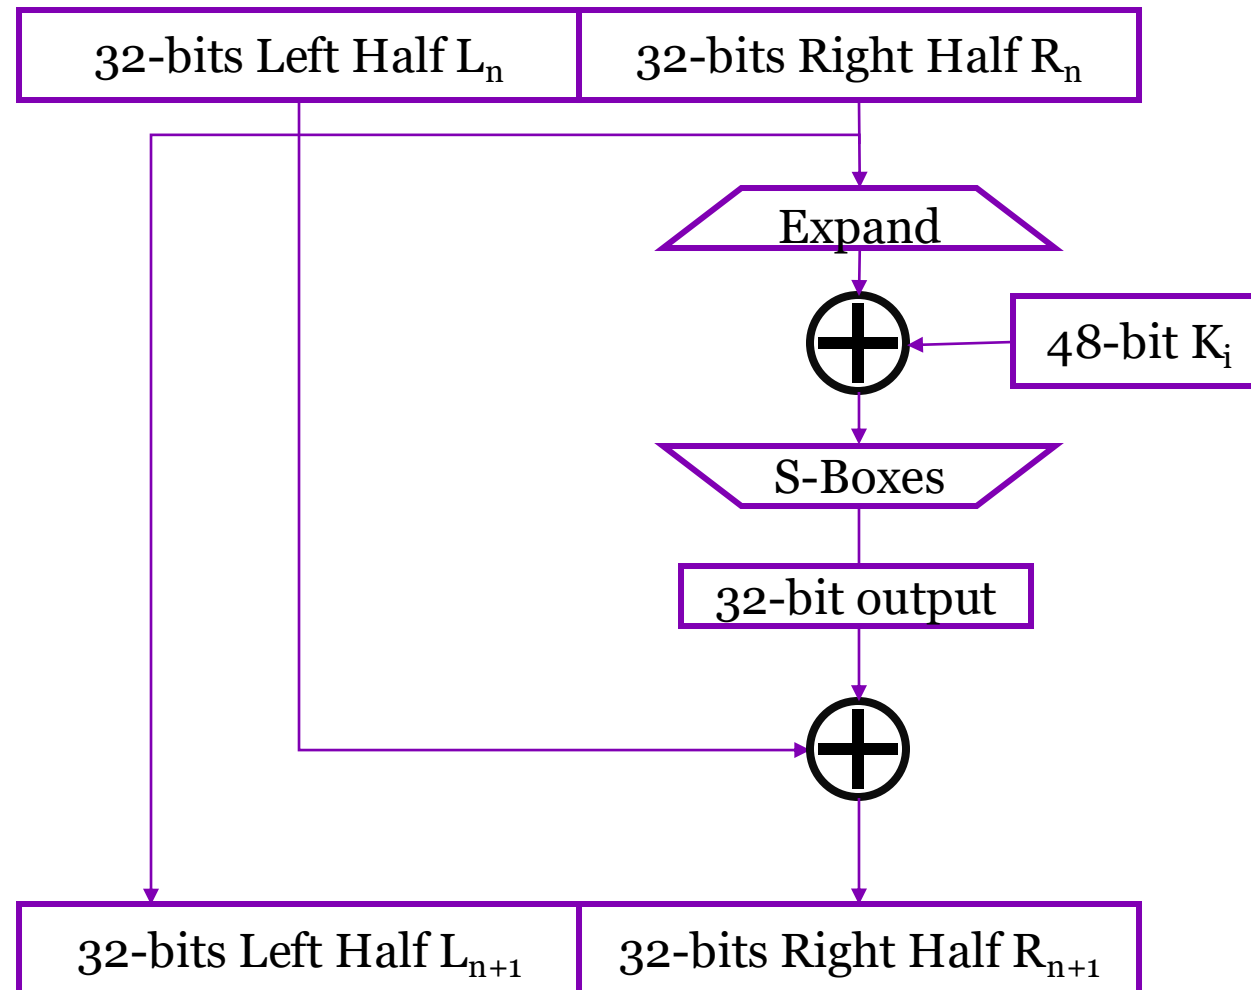 32-bits Left Half Lₙ
32-bits Right Half Rₙ
Expand
48-bit Kᵢ
S-Boxes
32-bit output
32-bits Left Half Lₙ₊₁
32-bits Right Half Rₙ₊₁